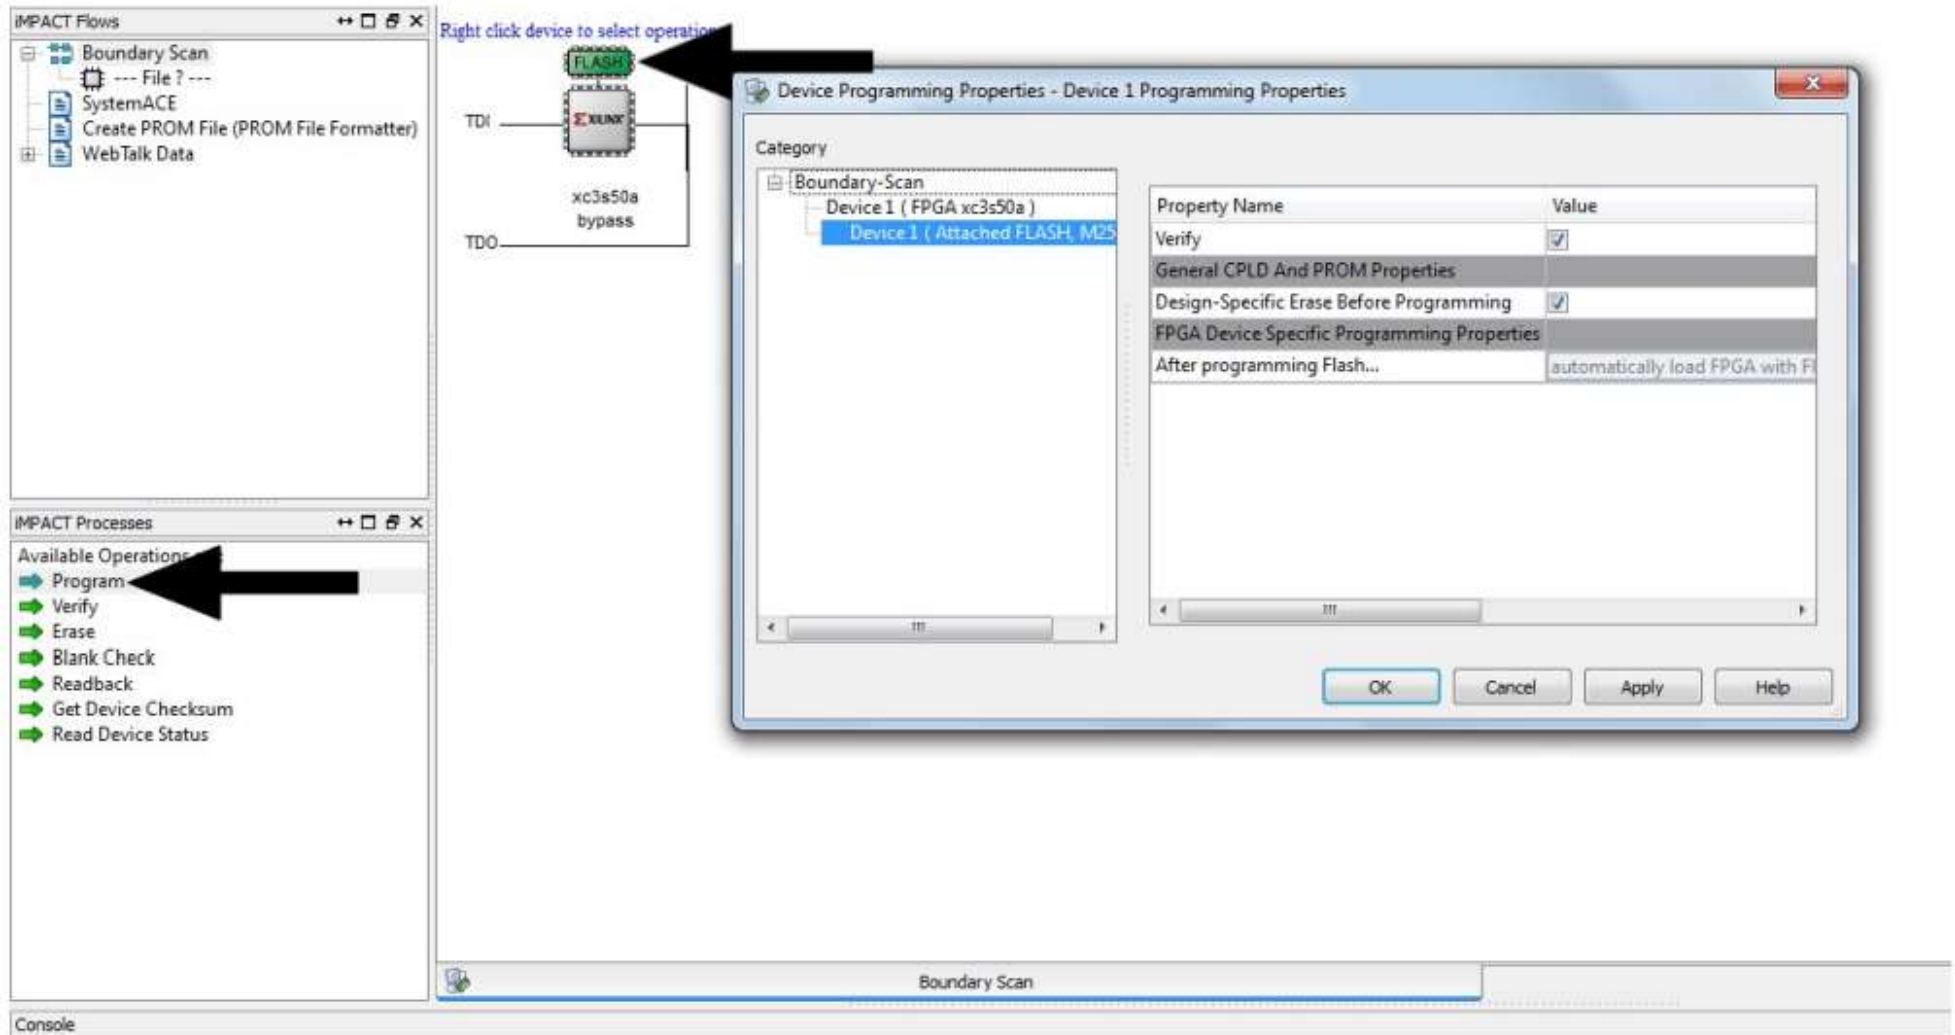 iMPACT Flows
Boundary Scan
--- File ? ---
SystemACE
Create PROM File (PROM File Formatter)
WebTalk Data
iMPACT Processes
Available Operations
Program
Verify
Erase
Blank Check
Readback
Get Device Checksum
Read Device Status
Right click device to select operation
FLASH
TDI
XILINX
xc3s50a
bypass
TDO
Device Programming Properties - Device 1 Programming Properties
Category
Boundary-Scan
Device 1 ( FPGA xc3s50a )
Device 1 ( Attached FLASH, M25
Property Name Value
Verify
General CPLD And PROM Properties
Design-Specific Erase Before Programming
FPGA Device Specific Programming Properties
After programming Flash... automatically load FPGA with Fl
OK Cancel Apply Help
Boundary Scan
Console